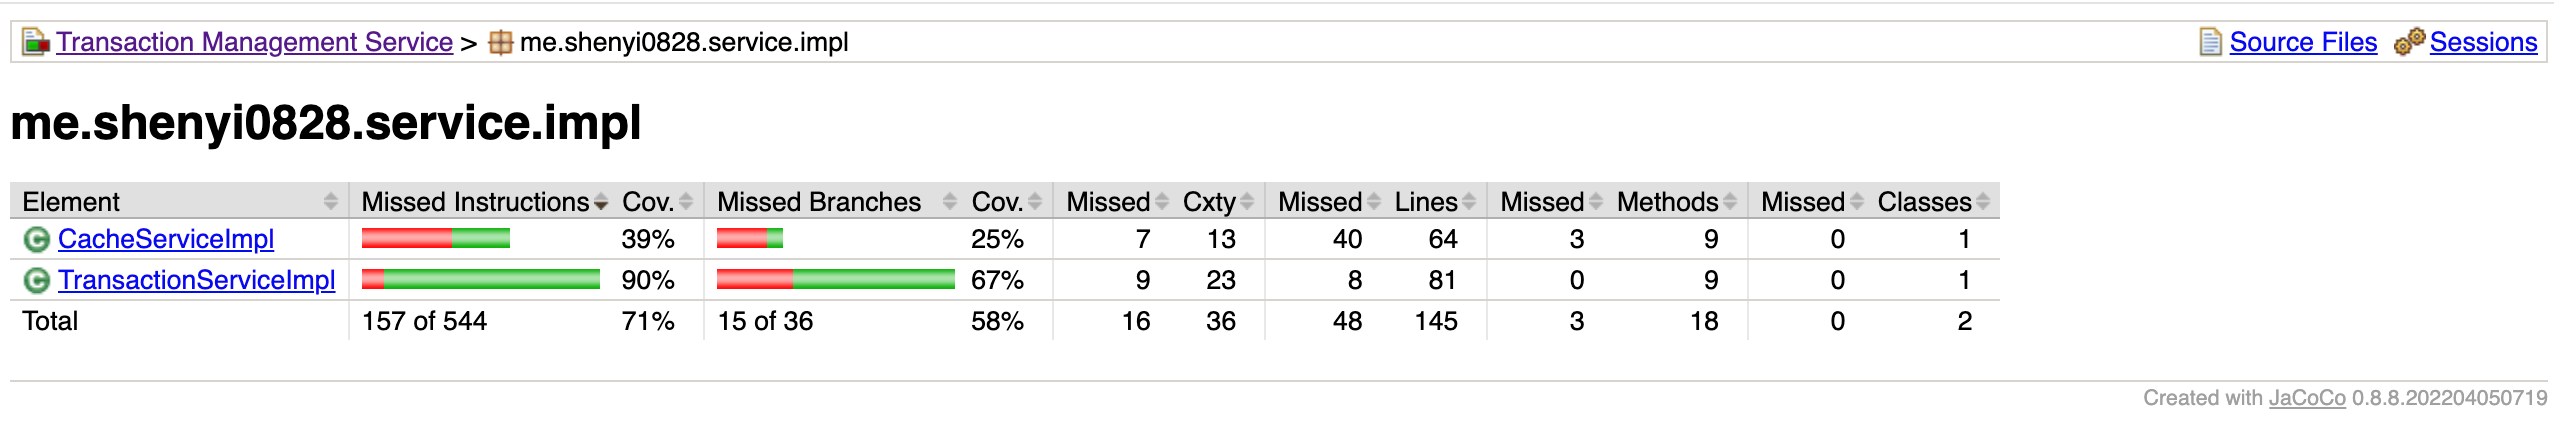 Transaction Management Service > me.shenyi0828.service.impl Source Files Sessions
me.shenyi0828.service.impl
Element Missed Instructions Cov. Missed Branches Cov. Missed Cxty Missed Lines Missed Methods Missed Classes
CacheServiceImpl 39% 25% 7 13 40 64 3 9 0 1
TransactionServiceImpl 90% 67% 9 23 8 81 0 9 0 1
Total 157 of 544 71% 15 of 36 58% 16 36 48 145 3 18 0 2
Created with JaCoCo 0.8.8.202204050719